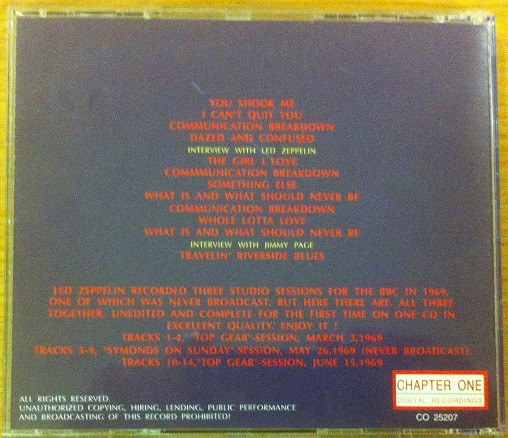 YOU SHOOK ME
I CAN'T QUIT YOU
COMMUNICATION BREAKDOWN
DAZED AND CONFUSED
INTERVIEW WITH LED ZEPPELIN
THE GIRL I LOVE
COMMMUNICATION BREAKDOWN
SOMETHING ELSE
WHAT IS AND WHAT SHOULD NEVER BE
COMMUNICATION BREAKDOWN
WHOLE LOTTA LOVE
WHAT IS AND WHAT SHOULD NEVER BE
INTERVIEW WITH JIMMY PAGE
TRAVELIN' RIVERSIDE BLUES
LED ZEPPELIN RECORDED THREE STUDIO SESSIONS FOR THE BBC IN 1969,
ONE OF WHICH WAS NEVER BROADCAST. BUT HERE THERE ARE. ALL THREE
TOGETHER, UNEDITED AND COMPLETE FOR THE FIRST TIME ON ONE CD IN
EXCELLENT QUALITY. ENJOY IT !
TRACKS 1-4, 'TOP GEAR'-SESSION, MARCH 3,1969
TRACKS 5-9, 'SYMONDS ON SUNDAY'-SESSION, MAY 26,1969 (NEVER BROADCAST)
TRACKS 10-14,'TOP GEAR'-SESSION, JUNE 15,1969
ALL RIGHTS RESERVED.
UNAUTHORIZED COPYING, HIRING, LENDING, PUBLIC PERFORMANCE
AND BROADCASTING OF THIS RECORD PROHIBITED!
CHAPTER ONE
DIGITAL RECORDINGS
CO 25207